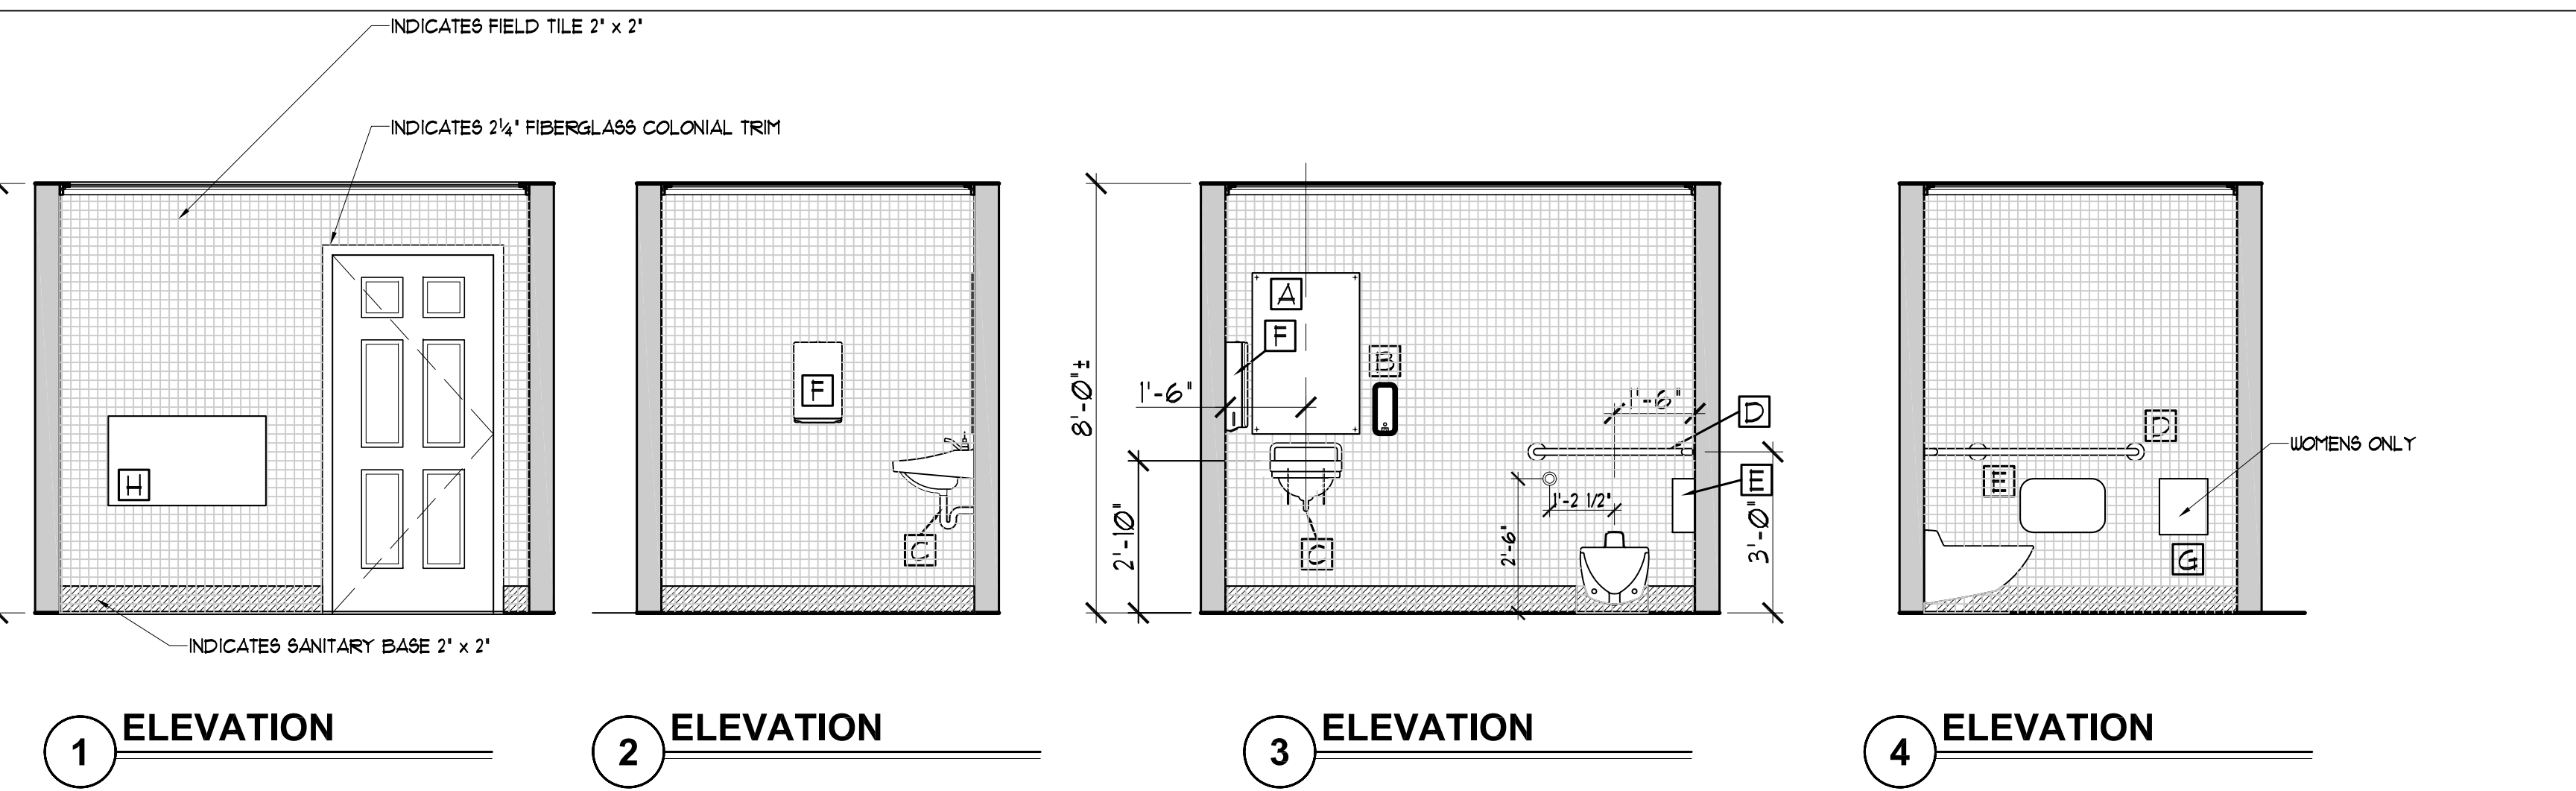 INDICATES FIELD TILE 2" x 2"
INDICATES 2¼" FIBERGLASS COLONIAL TRIM
H
INDICATES SANITARY BASE 2" x 2"
1 ELEVATION
F
C
2 ELEVATION
8'-0"±
1'-6"
2'-10"
A
F
B
C
1'-6"
D
E
1'-2 1/2"
2'-6"
3'-0"
3 ELEVATION
D
E
WOMENS ONLY
G
4 ELEVATION